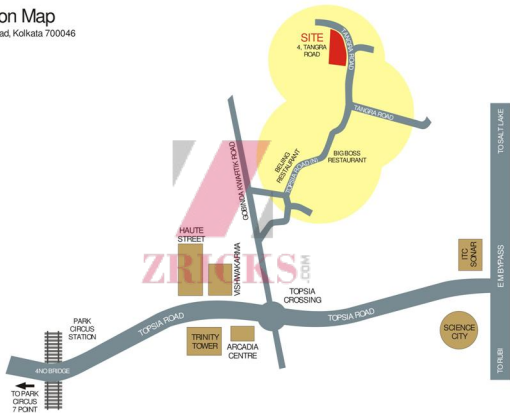 on Map
ad, Kolkata 700046
SITE
4, TANGRA
ROAD
TANGRA ROAD
TANGRA ROAD
TO SALT LAKE
BEIJING
RESTAURANT
BIG BOSS
RESTAURANT
TOPSIA ROAD (N)
GOBINDA KHATIK ROAD
HAUTE
STREET
VISHWAKARMA
ZRICKS.COM
ITC
SONAR
E.M BYPASS
TOPSIA
CROSSING
TOPSIA ROAD
TOPSIA ROAD
PARK
CIRCUS
STATION
TRINITY
TOWER
ARCADIA
CENTRE
SCIENCE
CITY
4NO BRIDGE
TO RUBI
TO PARK
CIRCUS
7 POINT